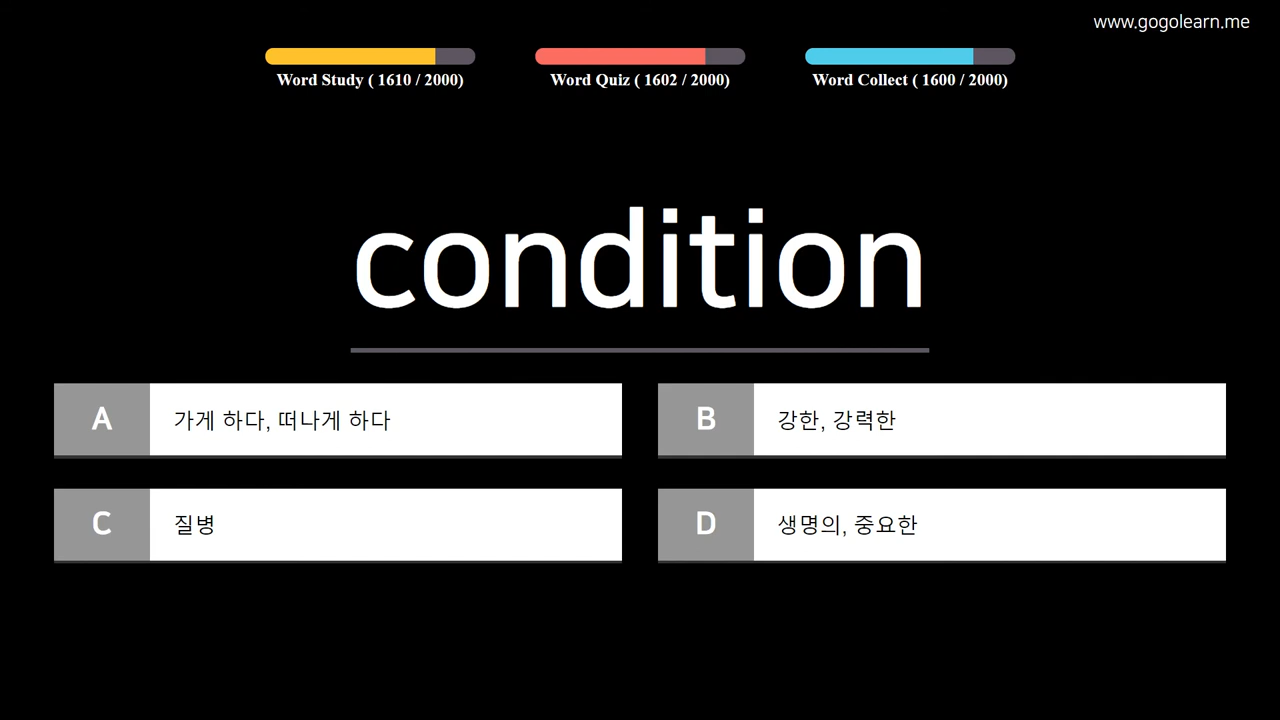 www.gogolearn.me
Word Study ( 1610 / 2000)
Word Quiz ( 1602 / 2000)
Word Collect ( 1600 / 2000)
condition
A 가게 하다, 떠나게 하다
B 강한, 강력한
C 질병
D 생명의, 중요한